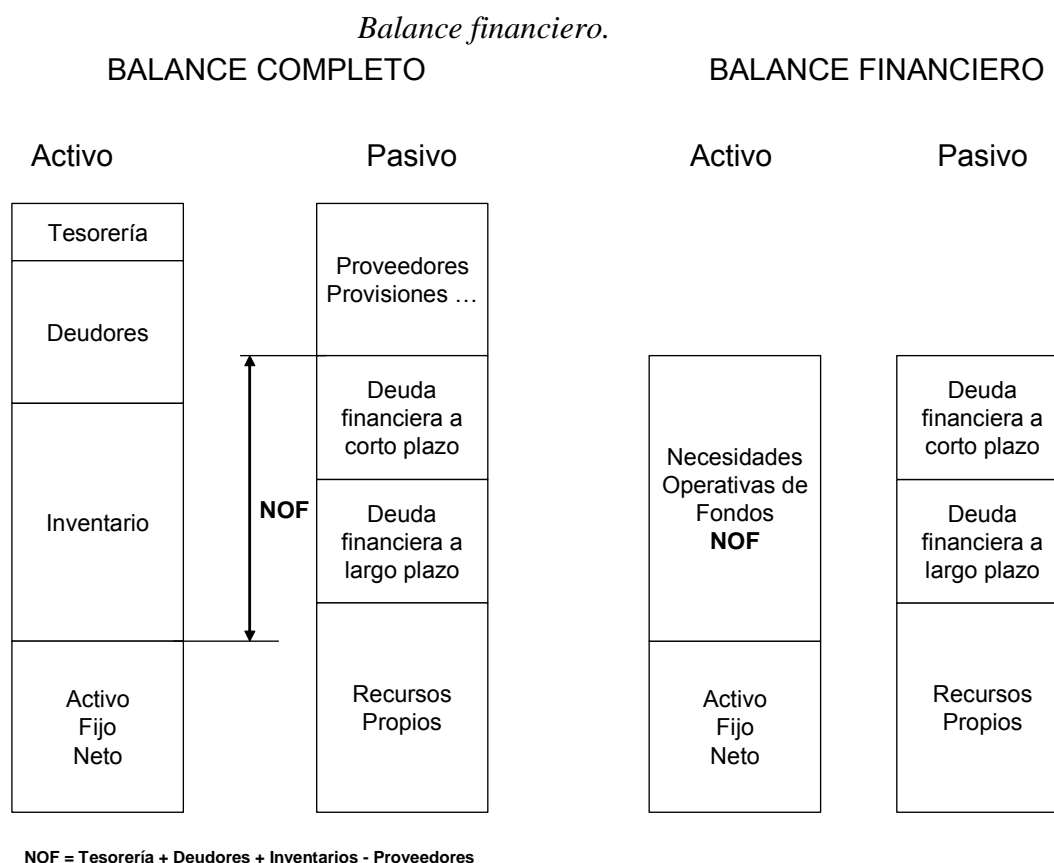 Balance financiero.
BALANCE COMPLETO
BALANCE FINANCIERO
Activo
Pasivo
Activo
Pasivo
Tesorería
Deudores
Inventario
Activo
Fijo
Neto
NOF
Proveedores
Provisiones …
Deuda
financiera a
corto plazo
Deuda
financiera a
largo plazo
Recursos
Propios
Necesidades
Operativas de
Fondos
NOF
Activo
Fijo
Neto
Deuda
financiera a
corto plazo
Deuda
financiera a
largo plazo
Recursos
Propios
NOF = Tesorería + Deudores + Inventarios - Proveedores